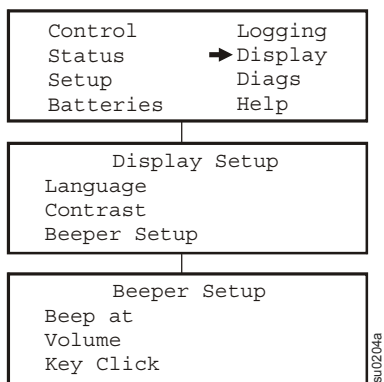 Control Logging
Status Display
Setup Diags
Batteries Help
Display Setup
Language
Contrast
Beeper Setup
Beeper Setup
Beep at
Volume
Key Click
su0204a